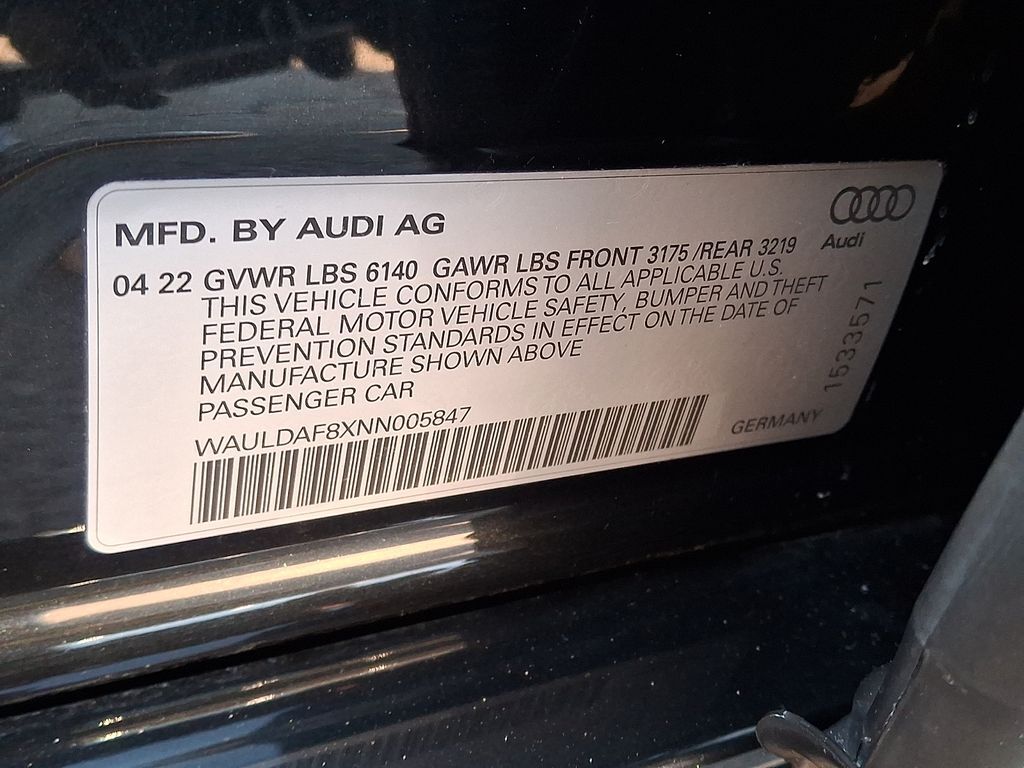 MFD. BY AUDI AG
Audi
04 22 GVWR LBS 6140 GAWR LBS FRONT 3175 /REAR 3219
THIS VEHICLE CONFORMS TO ALL APPLICABLE U.S.
FEDERAL MOTOR VEHICLE SAFETY, BUMPER AND THEFT
PREVENTION STANDARDS IN EFFECT ON THE DATE OF
MANUFACTURE SHOWN ABOVE
PASSENGER CAR
WAULDAF8XNN005847
GERMANY
1533571